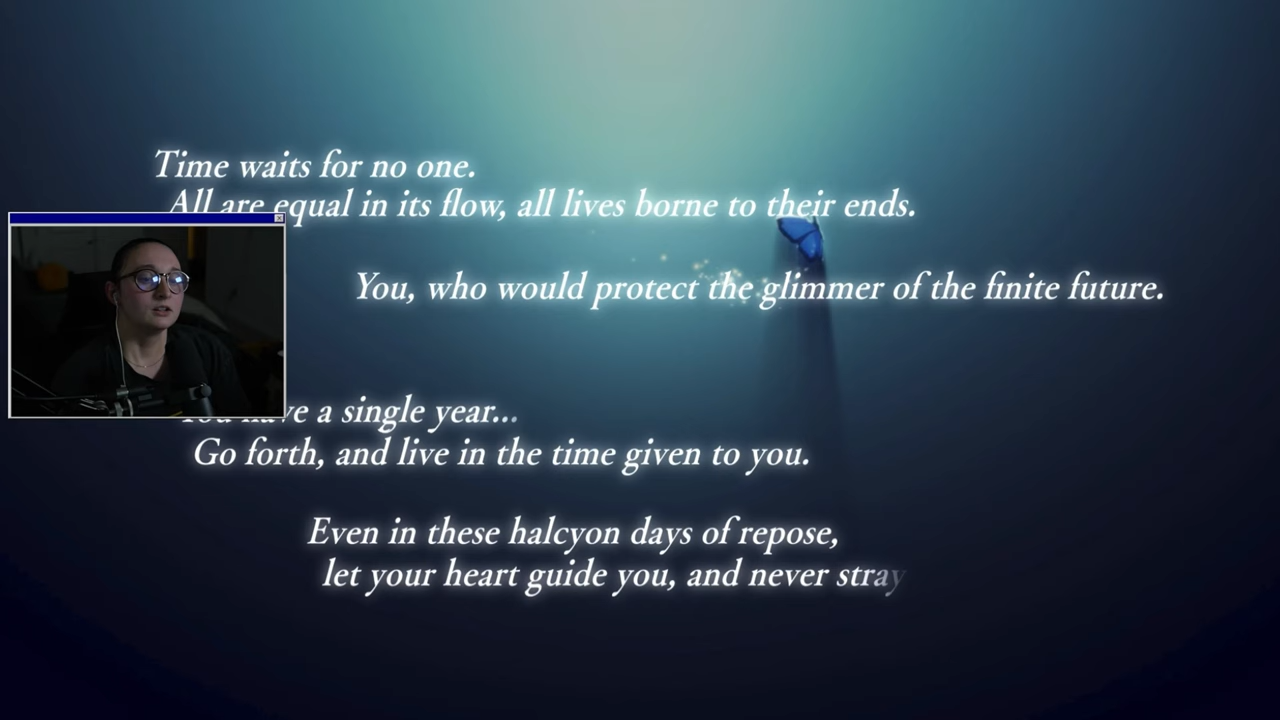 Time waits for no one.
All are equal in its flow, all lives borne to their ends.
You, who would protect the glimmer of the finite future.
You have a single year...
Go forth, and live in the time given to you.
Even in these halcyon days of repose,
let your heart guide you, and never stray